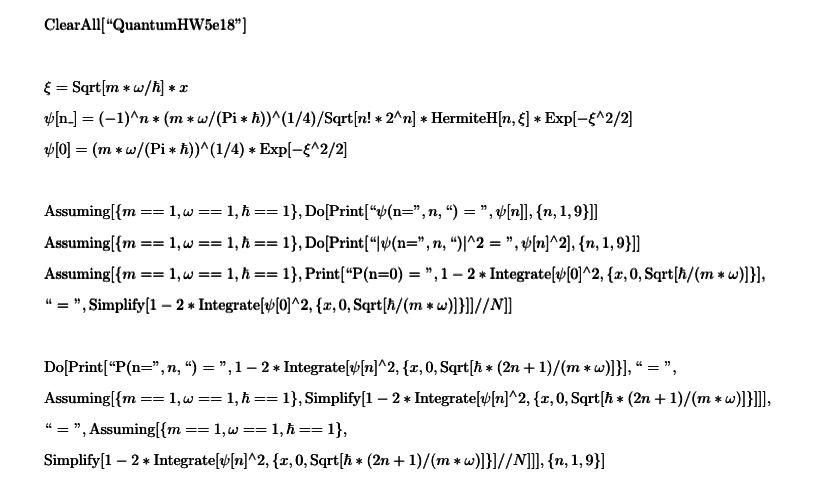 ClearAll[“QuantumHW5e18”]
ξ = Sqrt[m ∗ ω/ℏ] ∗ x
ψ[n_] = (−1)^n ∗ (m ∗ ω/(Pi ∗ ℏ))^(1/4)/Sqrt[n! ∗ 2^n] ∗ HermiteH[n, ξ] ∗ Exp[−ξ^2/2]
ψ[0] = (m ∗ ω/(Pi ∗ ℏ))^(1/4) ∗ Exp[−ξ^2/2]
Assuming[{m == 1, ω == 1, ℏ == 1}, Do[Print[“ψ(n=”, n, “) = ”, ψ[n]], {n, 1, 9}]]
Assuming[{m == 1, ω == 1, ℏ == 1}, Do[Print[“|ψ(n=”, n, “)|^2 = ”, ψ[n]^2], {n, 1, 9}]]
Assuming[{m == 1, ω == 1, ℏ == 1}, Print[“P(n=0) = ”, 1 − 2 ∗ Integrate[ψ[0]^2, {x, 0, Sqrt[ℏ/(m ∗ ω)]}],
“ = ”, Simplify[1 − 2 ∗ Integrate[ψ[0]^2, {x, 0, Sqrt[ℏ/(m ∗ ω)]}]]//N]]
Do[Print[“P(n=”, n, “) = ”, 1 − 2 ∗ Integrate[ψ[n]^2, {x, 0, Sqrt[ℏ ∗ (2n + 1)/(m ∗ ω)]}], “ = ”,
Assuming[{m == 1, ω == 1, ℏ == 1}, Simplify[1 − 2 ∗ Integrate[ψ[n]^2, {x, 0, Sqrt[ℏ ∗ (2n + 1)/(m ∗ ω)]}]]],
“ = ”, Assuming[{m == 1, ω == 1, ℏ == 1},
Simplify[1 − 2 ∗ Integrate[ψ[n]^2, {x, 0, Sqrt[ℏ ∗ (2n + 1)/(m ∗ ω)]}]//N]]], {n, 1, 9}]